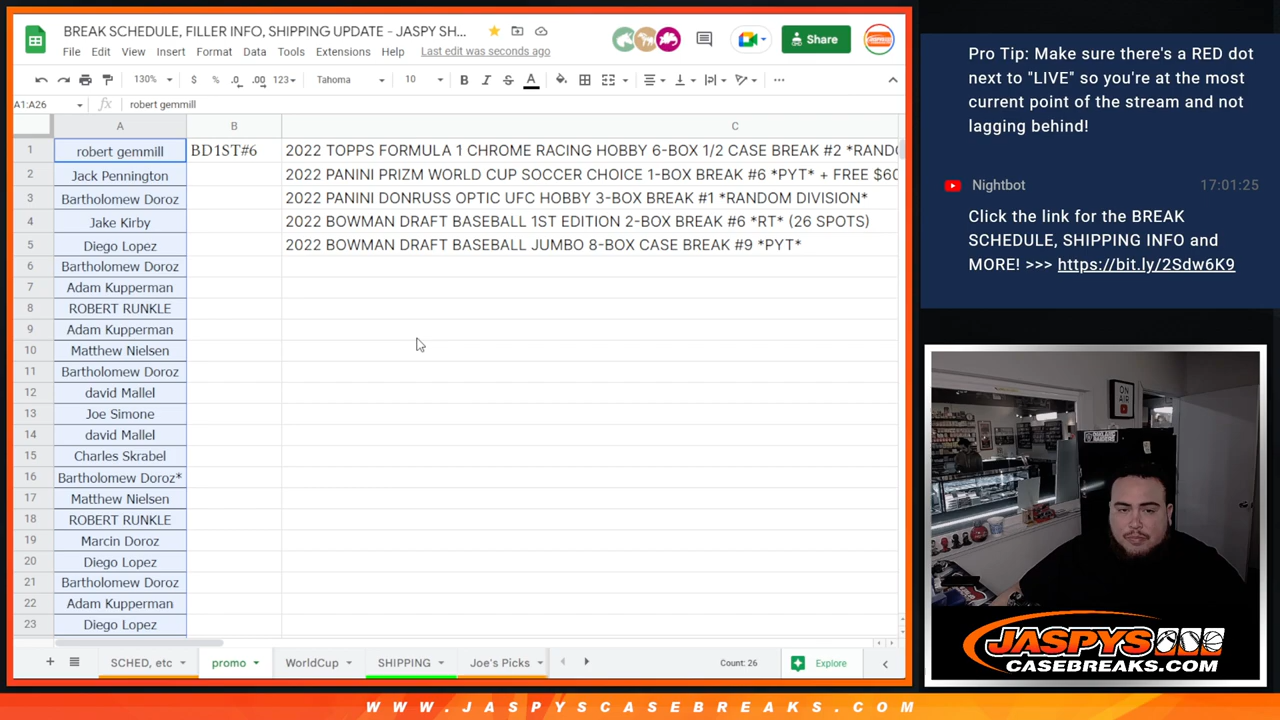 BREAK SCHEDULE, FILLER INFO, SHIPPING UPDATE - JASPY SH...
File Edit View Insert Format Data Tools Extensions Help Last edit was seconds ago
Share
130% $ % .0 .00 123 Tahoma 10 B I S A
A1:A26 fx robert gemmill
A B C
1 robert gemmill BD1ST#6 2022 TOPPS FORMULA 1 CHROME RACING HOBBY 6-BOX 1/2 CASE BREAK #2 *RANDO
2 Jack Pennington 2022 PANINI PRIZM WORLD CUP SOCCER CHOICE 1-BOX BREAK #6 *PYT* + FREE $60
3 Bartholomew Doroz 2022 PANINI DONRUSS OPTIC UFC HOBBY 3-BOX BREAK #1 *RANDOM DIVISION*
4 Jake Kirby 2022 BOWMAN DRAFT BASEBALL 1ST EDITION 2-BOX BREAK #6 *RT* (26 SPOTS)
5 Diego Lopez 2022 BOWMAN DRAFT BASEBALL JUMBO 8-BOX CASE BREAK #9 *PYT*
6 Bartholomew Doroz
7 Adam Kupperman
8 ROBERT RUNKLE
9 Adam Kupperman
10 Matthew Nielsen
11 Bartholomew Doroz
12 david Mallel
13 Joe Simone
14 david Mallel
15 Charles Skrabel
16 Bartholomew Doroz*
17 Matthew Nielsen
18 ROBERT RUNKLE
19 Marcin Doroz
20 Diego Lopez
21 Bartholomew Doroz
22 Adam Kupperman
23 Diego Lopez
SCHED, etc promo WorldCup SHIPPING Joe's Picks Count: 26 Explore
Pro Tip: Make sure there's a RED dot
next to "LIVE" so you're at the most
current point of the stream and not
lagging behind!
Nightbot 17:01:25
Click the link for the BREAK
SCHEDULE, SHIPPING INFO and
MORE! >>> https://bit.ly/2Sdw6K9
ON
AIR
JASPYS
CASEBREAKS.COM
WWW.JASPYSCASEBREAKS.COM